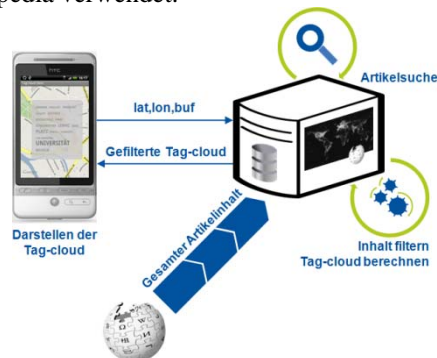 pedia verwendet.
Artikelsuche
lat,lon,buf
Gefilterte Tag-cloud
UNIVERSITÄT
Darstellen der
Tag-cloud
Gesamter Artikelinhalt
Inhalt filtern
Tag-cloud berechnen